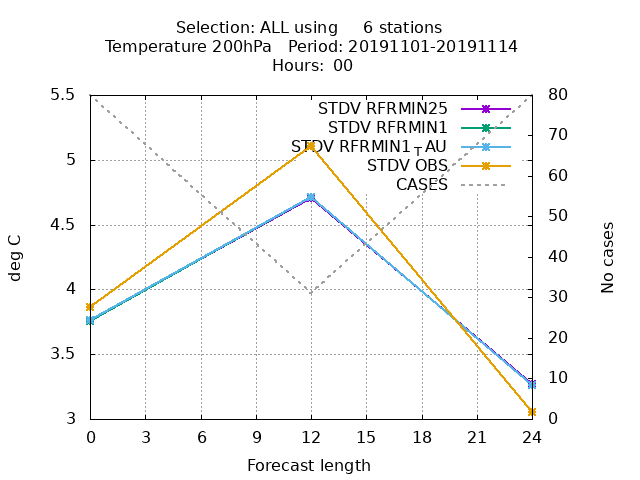 Selection: ALL using     6 stations
Temperature 200hPa   Period: 20191101-20191114
Hours:  00
STDV RFRMIN25
STDV RFRMIN1
STDV RFRMIN1TAU
STDV OBS
CASES
5.5
5
4.5
4
3.5
3
80
70
60
50
40
30
20
10
0
deg C
No cases
0 3 6 9 12 15 18 21 24
Forecast length